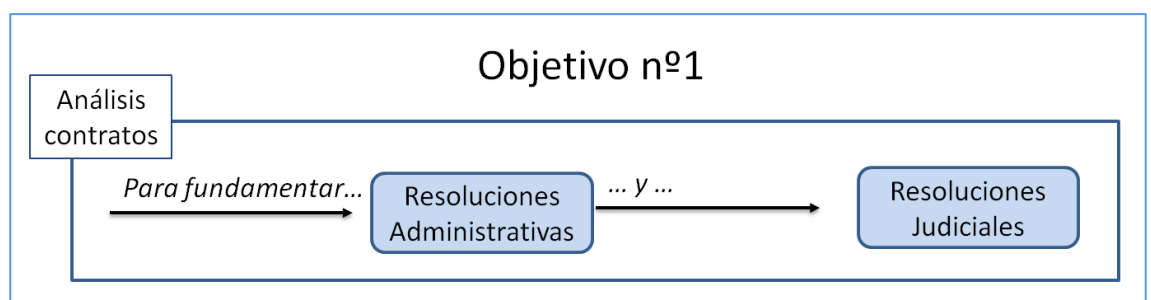 Objetivo nº1
Análisis
contratos
Para fundamentar...
Resoluciones
Administrativas
... y ...
Resoluciones
Judiciales